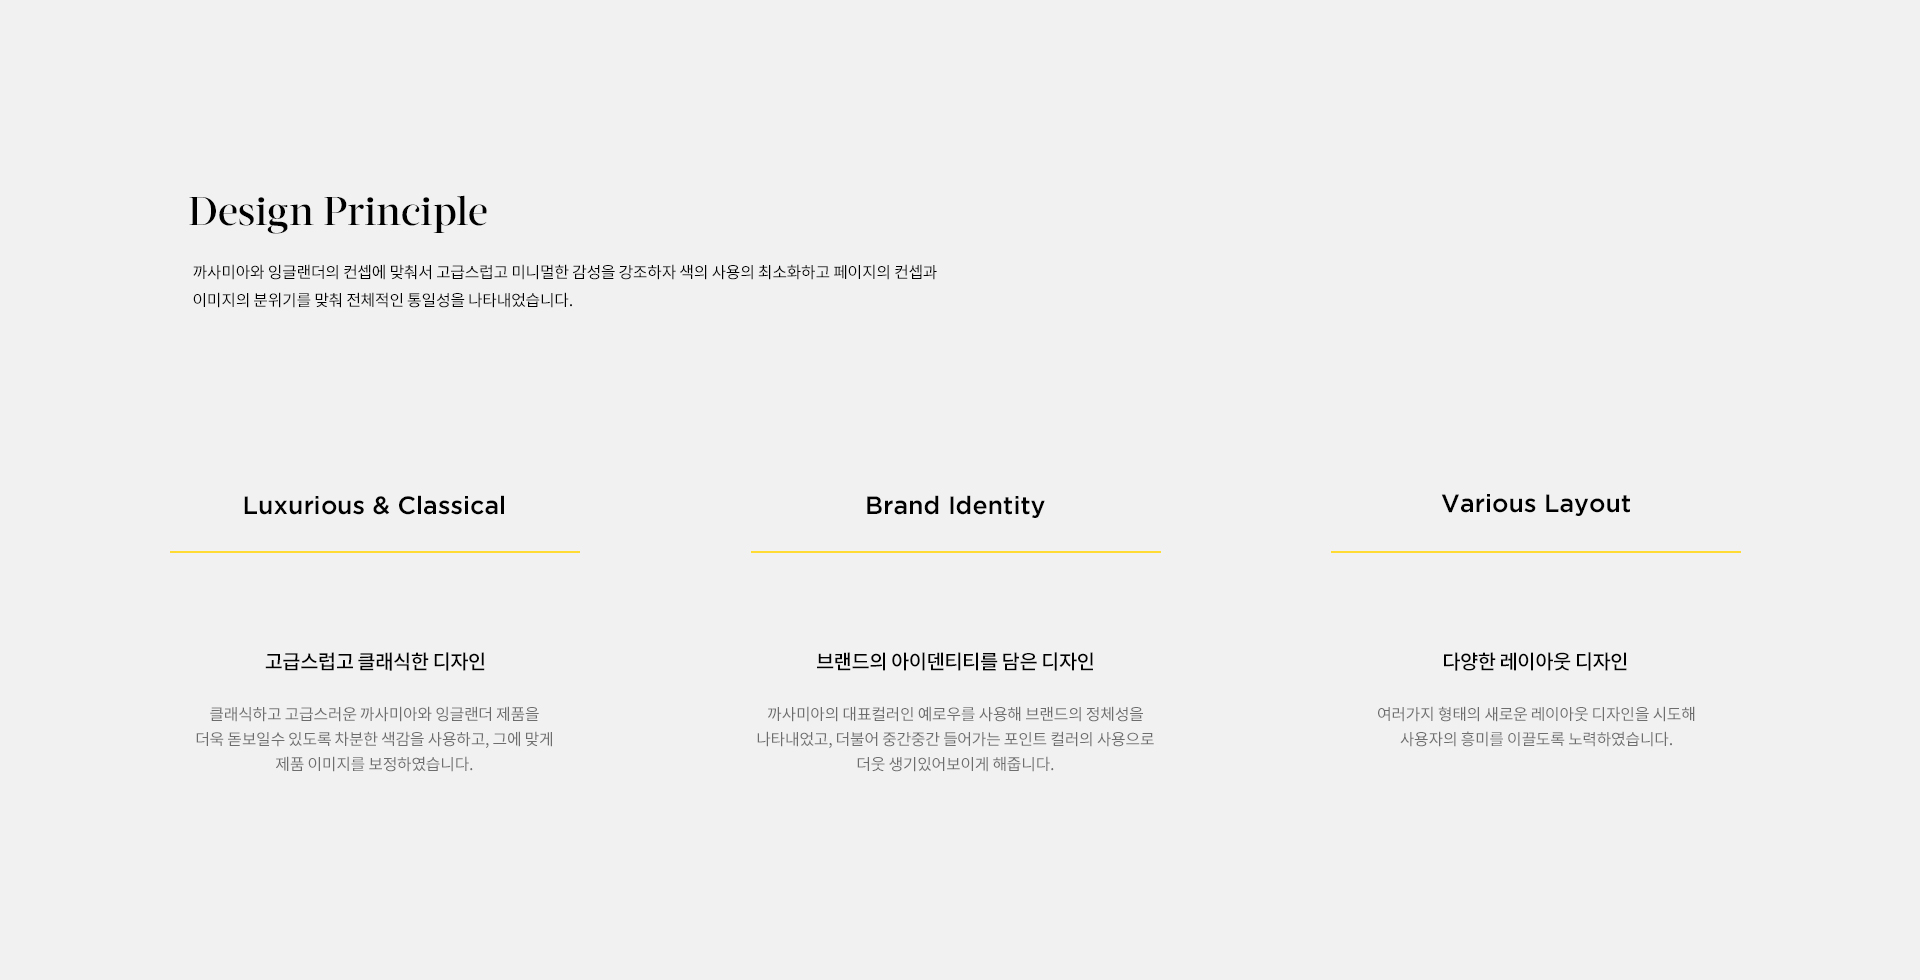 Design Principle
까사미아와 잉글랜더의 컨셉에 맞춰서 고급스럽고 미니멀한 감성을 강조하자 색의 사용의 최소화하고 페이지의 컨셉과
이미지의 분위기를 맞춰 전체적인 통일성을 나타내었습니다.
Luxurious & Classical
고급스럽고 클래식한 디자인
클래식하고 고급스러운 까사미아와 잉글랜더 제품을
더욱 돋보일수 있도록 차분한 색감을 사용하고, 그에 맞게
제품 이미지를 보정하였습니다.
Brand Identity
브랜드의 아이덴티티를 담은 디자인
까사미아의 대표컬러인 예로우를 사용해 브랜드의 정체성을
나타내었고, 더불어 중간중간 들어가는 포인트 컬러의 사용으로
더웃 생기있어보이게 해줍니다.
Various Layout
다양한 레이아웃 디자인
여러가지 형태의 새로운 레이아웃 디자인을 시도해
사용자의 흥미를 이끌도록 노력하였습니다.